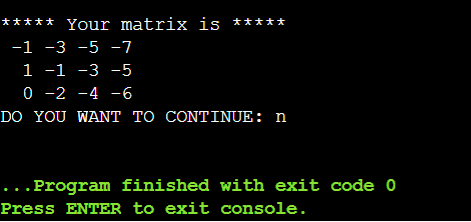 ***** Your matrix is *****
-1 -3 -5 -7
1 -1 -3 -5
0 -2 -4 -6
DO YOU WANT TO CONTINUE: n
...Program finished with exit code 0
Press ENTER to exit console.